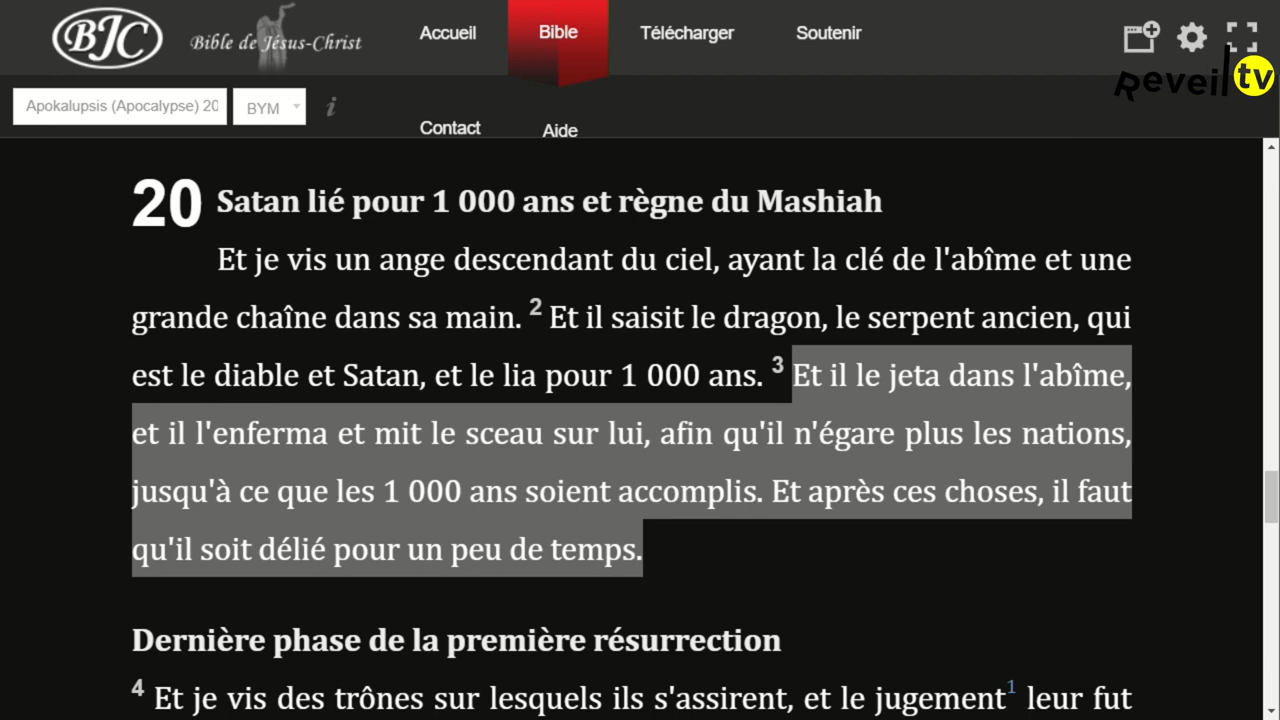 BJC
Bible de Jésus-Christ
Accueil
Bible
Télécharger
Soutenir
Reveil tv
Apokalupsis (Apocalypse) 20
BYM
i
Contact
Aide
20 Satan lié pour 1 000 ans et règne du Mashiah
Et je vis un ange descendant du ciel, ayant la clé de l'abîme et une
grande chaîne dans sa main. 2 Et il saisit le dragon, le serpent ancien, qui
est le diable et Satan, et le lia pour 1 000 ans. 3 Et il le jeta dans l'abîme,
et il l'enferma et mit le sceau sur lui, afin qu'il n'égare plus les nations,
jusqu'à ce que les 1 000 ans soient accomplis. Et après ces choses, il faut
qu'il soit délié pour un peu de temps.
Dernière phase de la première résurrection
4 Et je vis des trônes sur lesquels ils s'assirent, et le jugement1 leur fut